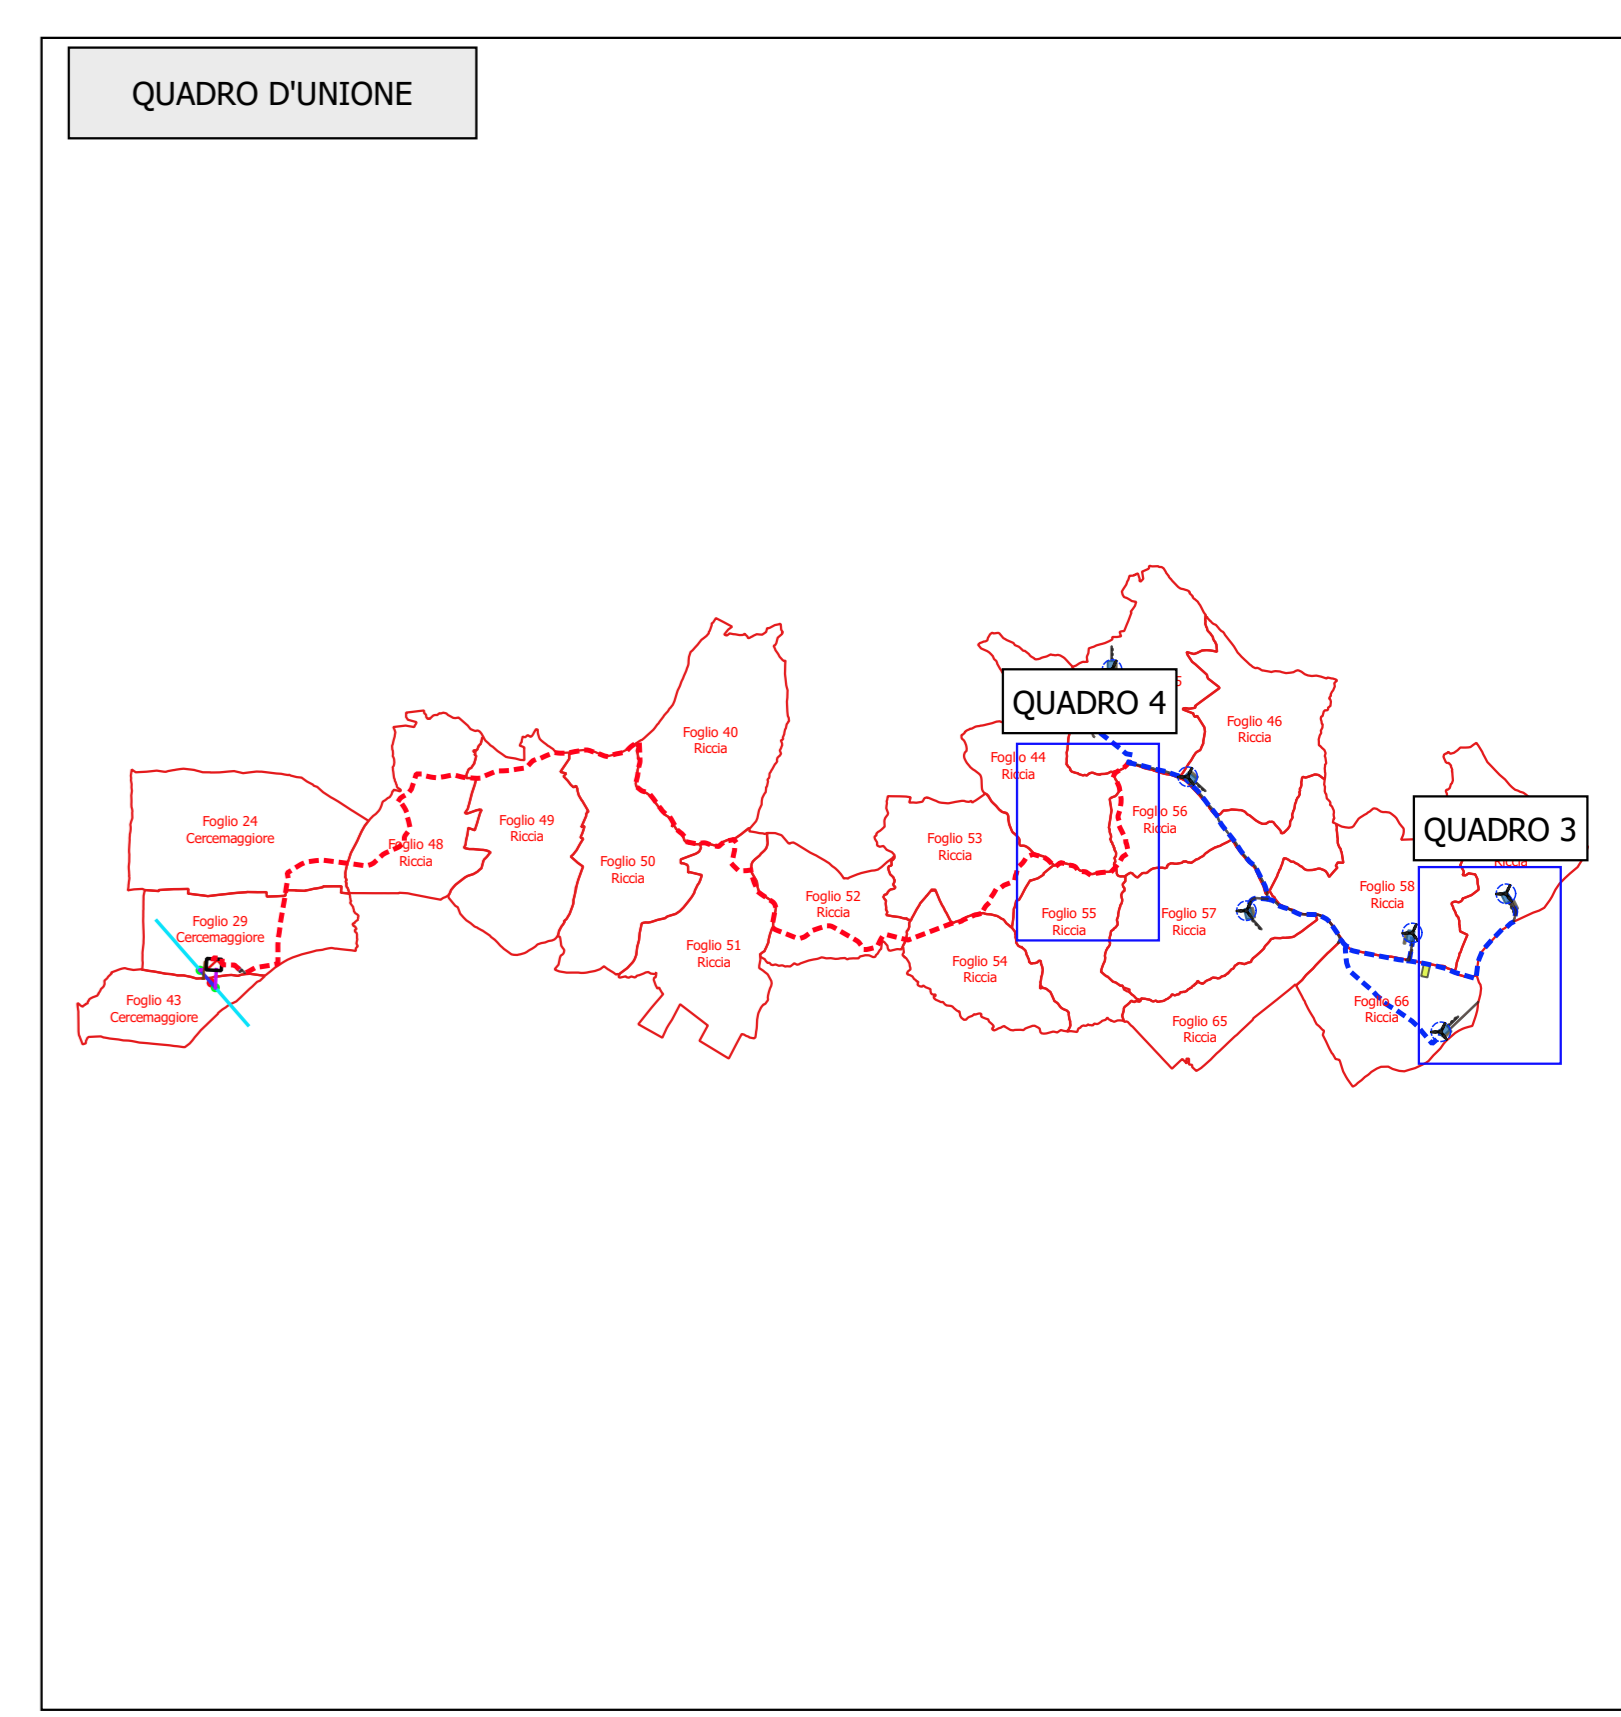 QUADRO D'UNIONE
QUADRO 4
5
Foglio 40
Riccia
Foglio 46
Riccia
Foglio 44
Riccia
Foglio 24
Cercemaggiore
Foglio 48
Riccia
Foglio 49
Riccia
Foglio 50
Riccia
Foglio 53
Riccia
Foglio 56
Riccia
QUADRO 3
Riccia
Foglio 52
Riccia
Foglio 58
Riccia
Foglio 29
Cercemaggiore
Foglio 51
Riccia
Foglio 55
Riccia
Foglio 57
Riccia
Foglio 54
Riccia
Foglio 43
Cercemaggiore
Foglio 65
Riccia
Foglio 66
Riccia